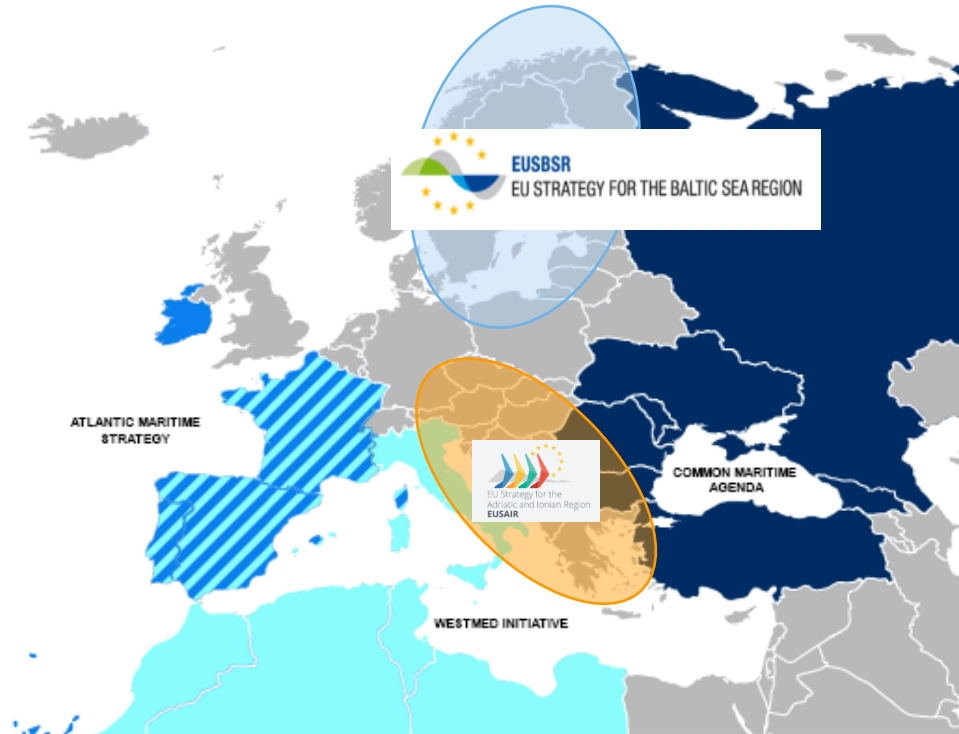 EUSBSR
EU STRATEGY FOR THE BALTIC SEA REGION
ATLANTIC MARITIME
STRATEGY
EU Strategy for the
Adriatic and Ionian Region
EUSAIR
COMMON MARITIME
AGENDA
WESTMED INITIATIVE